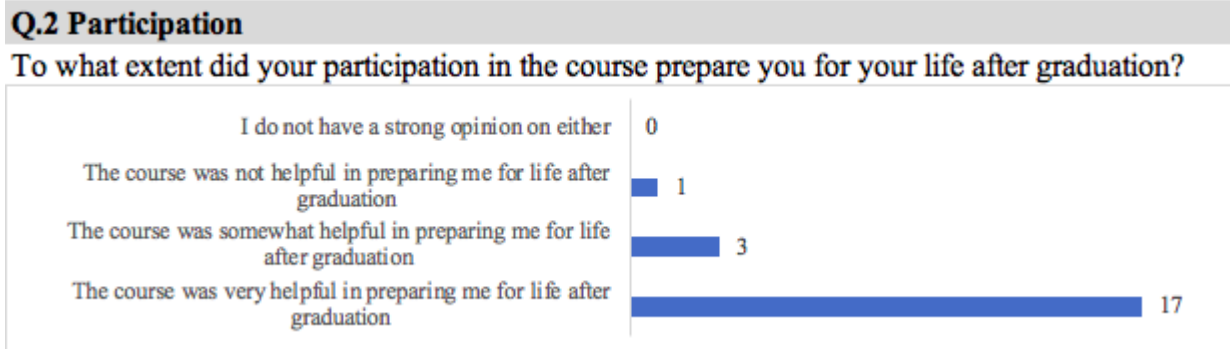 Q.2 Participation
To what extent did your participation in the course prepare you for your life after graduation?
I do not have a strong opinion on either
0
The course was not helpful in preparing me for life after
graduation
1
The course was somewhat helpful in preparing me for life
after graduation
3
The course was very helpful in preparing me for life after
graduation
17